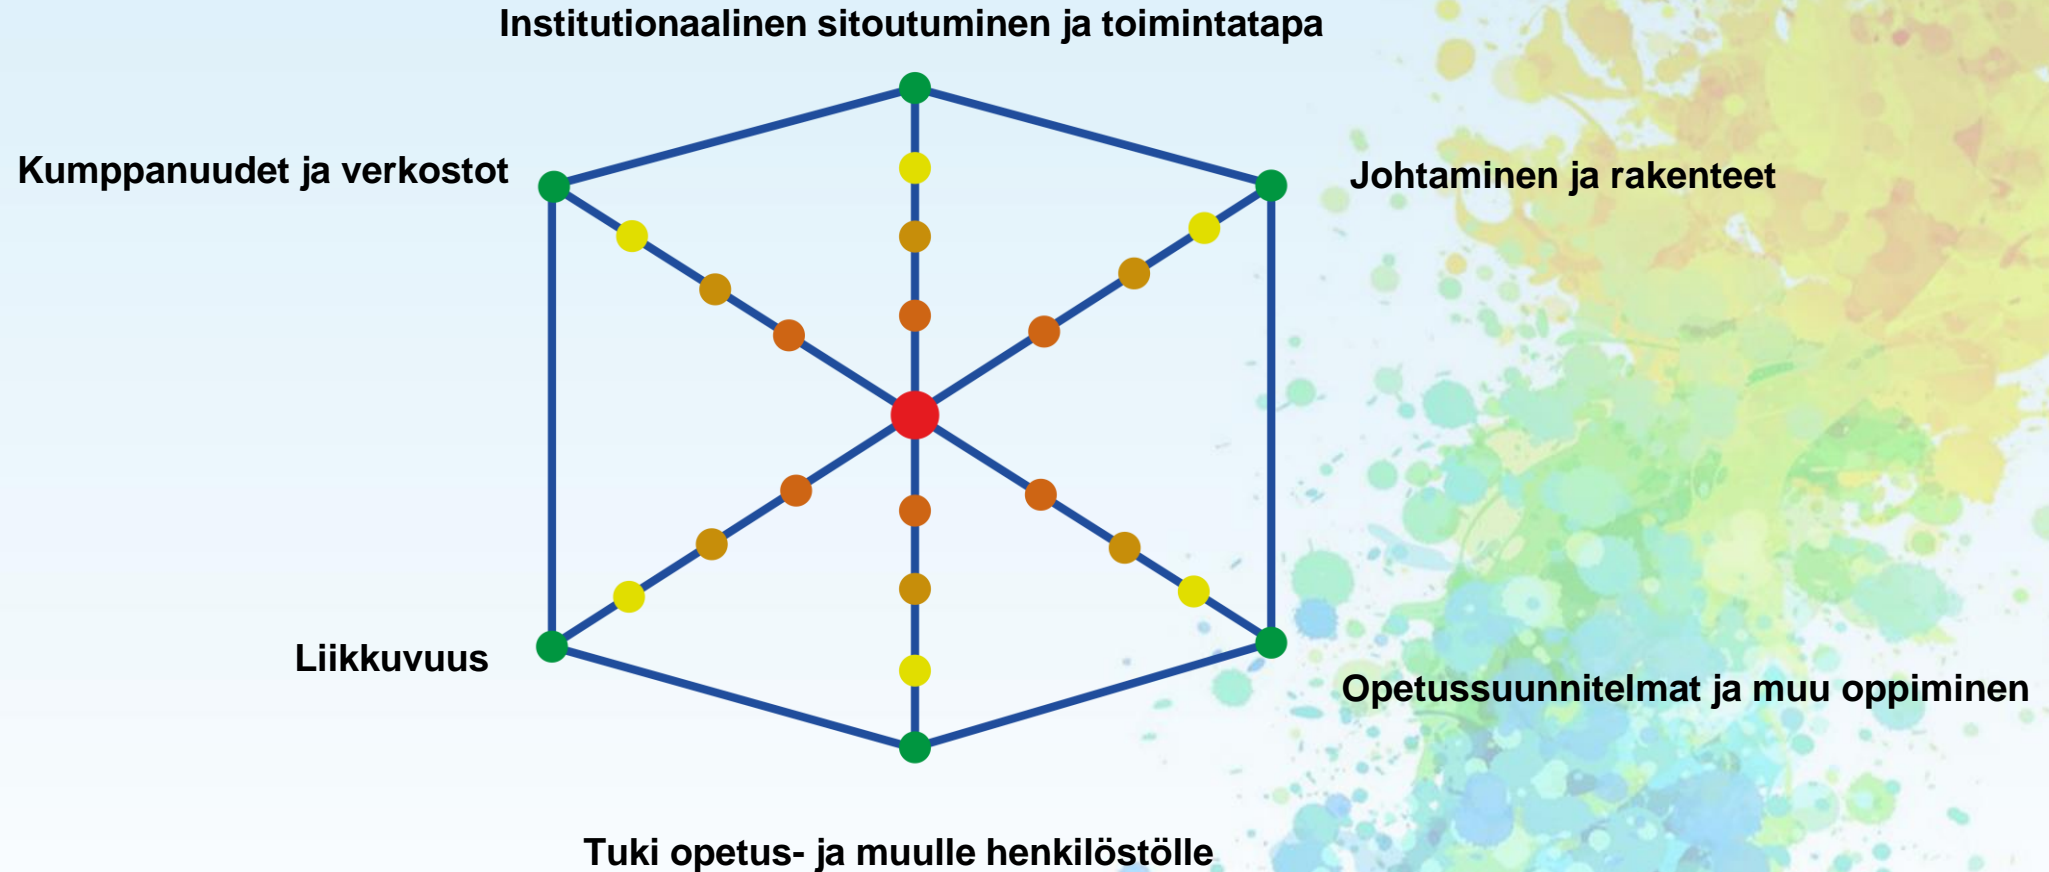 Institutionaalinen sitoutuminen ja toimintatapa
Kumppanuudet ja verkostot
Johtaminen ja rakenteet
Liikkuvuus
Opetussuunnitelmat ja muu oppiminen
Tuki opetus- ja muulle henkilöstölle